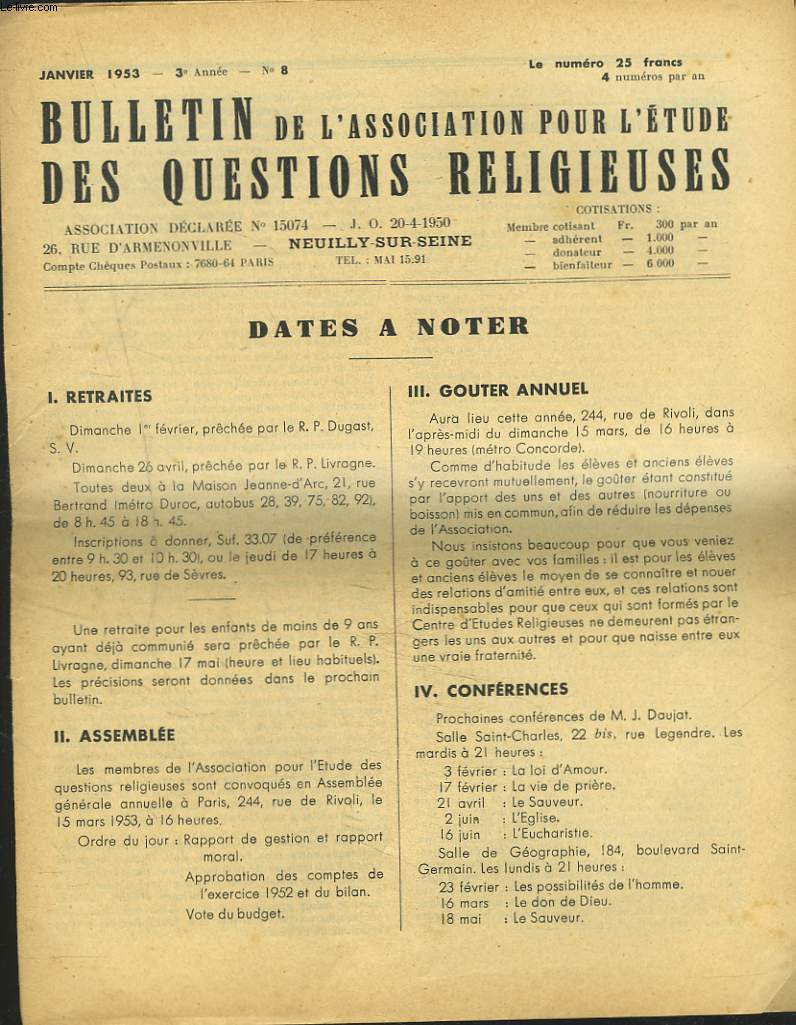 Le-livre.com
JANVIER 1953 — 3e Année — No 8
Le numéro 25 francs
4 numéros par an
BULLETIN DE L'ASSOCIATION POUR L'ÉTUDE
DES QUESTIONS RELIGIEUSES
ASSOCIATION DÉCLARÉE No 15074 — J. O. 20-4-1950
26, RUE D'ARMENONVILLE — NEUILLY-SUR-SEINE
Compte Chèques Postaux : 7680-64 PARIS TEL. : MAI 15.91
COTISATIONS :
Membre cotisant Fr. 300 par an
— adhérent — 1.000 —
— donateur — 4.000 —
— bienfaiteur — 6.000 —
DATES A NOTER
I. RETRAITES
Dimanche 1er février, prêchée par le R. P. Dugast,
S. V.
Dimanche 26 avril, prêchée par le R. P. Livragne.
Toutes deux à la Maison Jeanne-d'Arc, 21, rue
Bertrand (métro Duroc, autobus 28, 39, 75, 82, 92),
de 8 h. 45 à 18 h. 45.
Inscriptions à donner, Suf. 33.07 (de préférence
entre 9 h. 30 et 10 h. 30), ou le jeudi de 17 heures à
20 heures, 93, rue de Sèvres.
Une retraite pour les enfants de moins de 9 ans
ayant déjà communié sera prêchée par le R. P.
Livragne, dimanche 17 mai (heure et lieu habituels).
Les précisions seront données dans le prochain
bulletin.
II. ASSEMBLÉE
Les membres de l'Association pour l'Etude des
questions religieuses sont convoqués en Assemblée
générale annuelle à Paris, 244, rue de Rivoli, le
15 mars 1953, à 16 heures.
Ordre du jour : Rapport de gestion et rapport
moral.
Approbation des comptes de
l'exercice 1952 et du bilan.
Vote du budget.
III. GOUTER ANNUEL
Aura lieu cette année, 244, rue de Rivoli, dans
l'après-midi du dimanche 15 mars, de 16 heures à
19 heures (métro Concorde).
Comme d'habitude les élèves et anciens élèves
s'y recevront mutuellement, le goûter étant constitué
par l'apport des uns et des autres (nourriture ou
boisson) mis en commun, afin de réduire les dépenses
de l'Association.
Nous insistons beaucoup pour que vous veniez
à ce goûter avec vos familles : il est pour les élèves
et anciens élèves le moyen de se connaître et nouer
des relations d'amitié entre eux, et ces relations sont
indispensables pour que ceux qui sont formés par le
Centre d'Etudes Religieuses ne demeurent pas étran-
gers les uns aux autres et pour que naisse entre eux
une vraie fraternité.
IV. CONFÉRENCES
Prochaines conférences de M. J. Daujat.
Salle Saint-Charles, 22 bis, rue Legendre. Les
mardis à 21 heures :
3 février : La loi d'Amour.
17 février : La vie de prière.
21 avril : Le Sauveur.
2 juin : L'Eglise.
16 juin : L'Eucharistie.
Salle de Géographie, 184, boulevard Saint-
Germain. Les lundis à 21 heures :
23 février : Les possibilités de l'homme.
16 mars : Le don de Dieu.
18 mai : Le Sauveur.